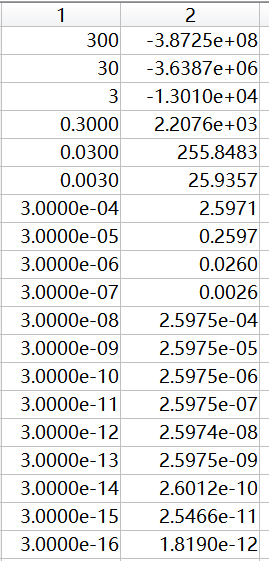 1 2
300 -3.8725e+08
30 -3.6387e+06
3 -1.3010e+04
0.3000 2.2076e+03
0.0300 255.8483
0.0030 25.9357
3.0000e-04 2.5971
3.0000e-05 0.2597
3.0000e-06 0.0260
3.0000e-07 0.0026
3.0000e-08 2.5975e-04
3.0000e-09 2.5975e-05
3.0000e-10 2.5975e-06
3.0000e-11 2.5975e-07
3.0000e-12 2.5974e-08
3.0000e-13 2.5975e-09
3.0000e-14 2.6012e-10
3.0000e-15 2.5466e-11
3.0000e-16 1.8190e-12